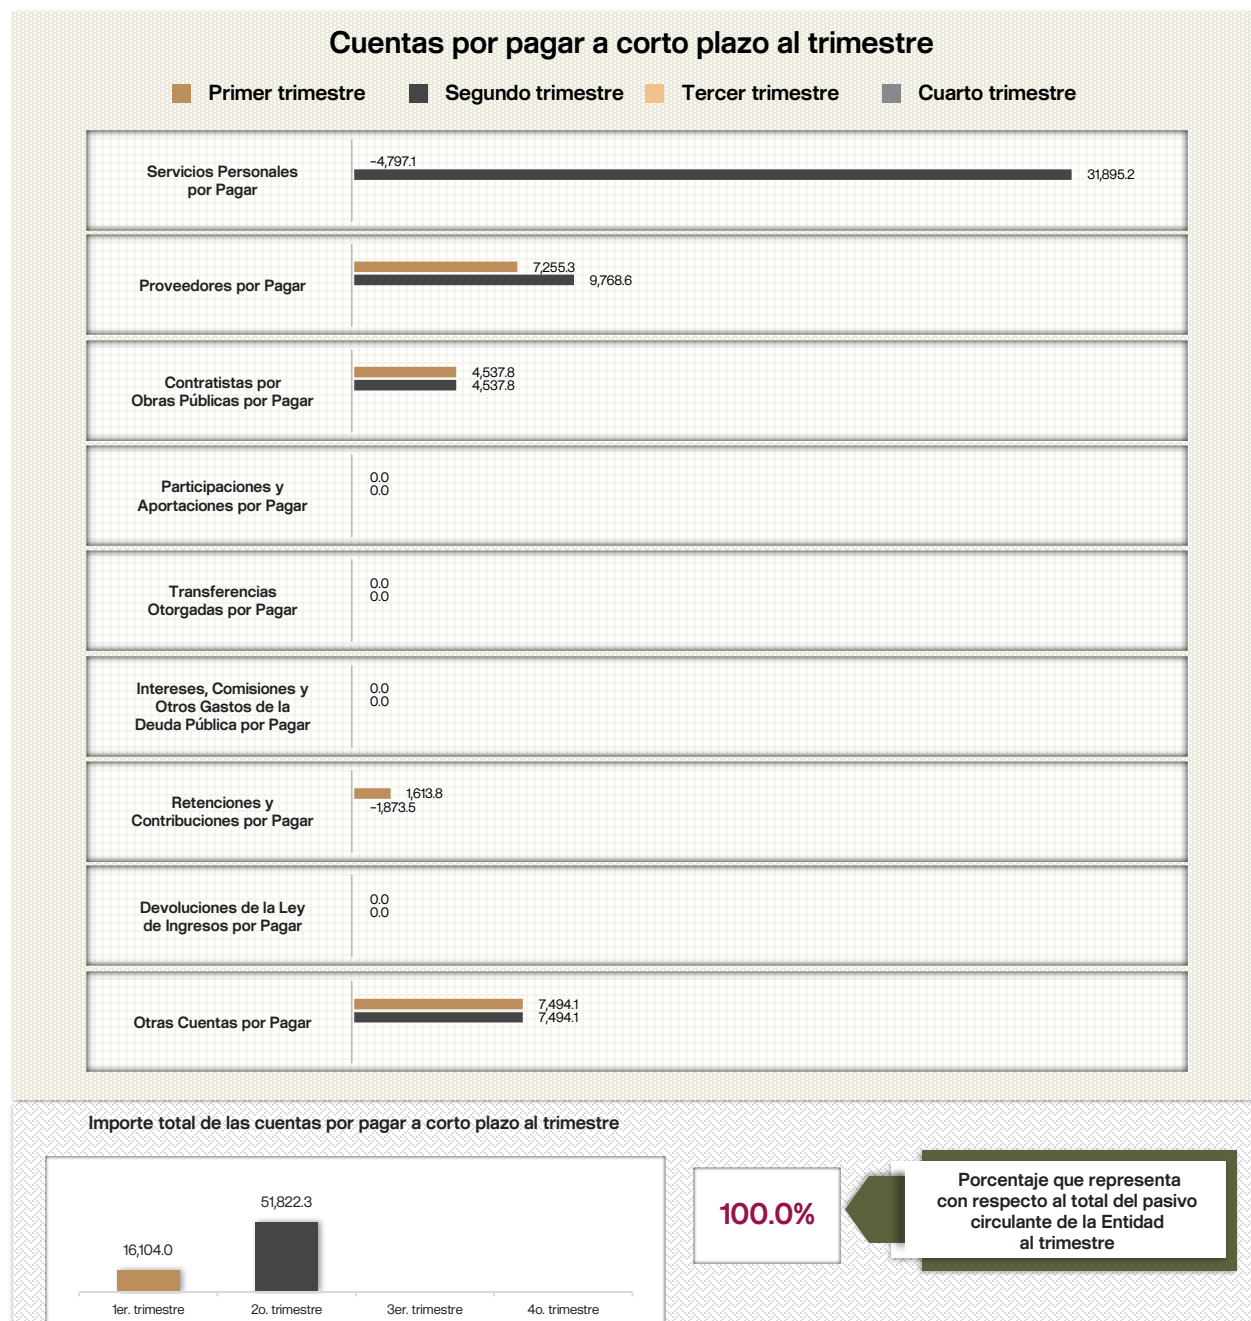 Cuentas por pagar a corto plazo al trimestre
Primer trimestre
Segundo trimestre
Tercer trimestre
Cuarto trimestre
Servicios Personales
por Pagar
-4,797.1
31,895.2
Proveedores por Pagar
7,255.3
9,768.6
Contratistas por
Obras Públicas por Pagar
4,537.8
4,537.8
Participaciones y
Aportaciones por Pagar
0.0
0.0
Transferencias
Otorgadas por Pagar
0.0
0.0
Intereses, Comisiones y
Otros Gastos de la
Deuda Pública por Pagar
0.0
0.0
Retenciones y
Contribuciones por Pagar
1,613.8
-1,873.5
Devoluciones de la Ley
de Ingresos por Pagar
0.0
0.0
Otras Cuentas por Pagar
7,494.1
7,494.1
Importe total de las cuentas por pagar a corto plazo al trimestre
16,104.0
51,822.3
1er. trimestre
2o. trimestre
3er. trimestre
4o. trimestre
100.0%
Porcentaje que representa
con respecto al total del pasivo
circulante de la Entidad
al trimestre